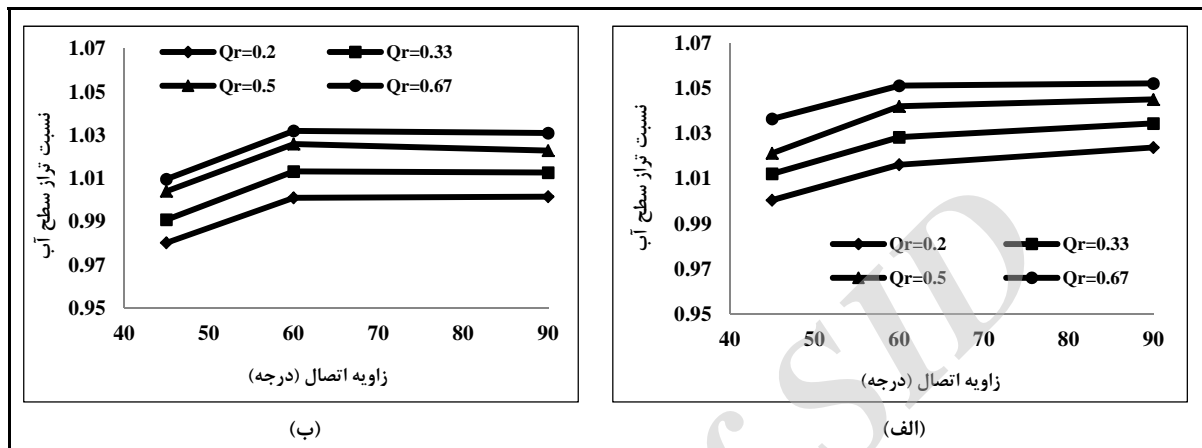 1.07
1.05
1.03
1.01
0.99
0.97
0.95
40 50 60 70 80 90
Qr=0.2 Qr=0.33
Qr=0.5 Qr=0.67
نسبت تراز سطح آب
زاویه اتصال (درجه)
(الف)
1.07
1.05
1.03
1.01
0.99
0.97
0.95
40 50 60 70 80 90
Qr=0.2 Qr=0.33
Qr=0.5 Qr=0.67
نسبت تراز سطح آب
زاویه اتصال (درجه)
(ب)
f SID